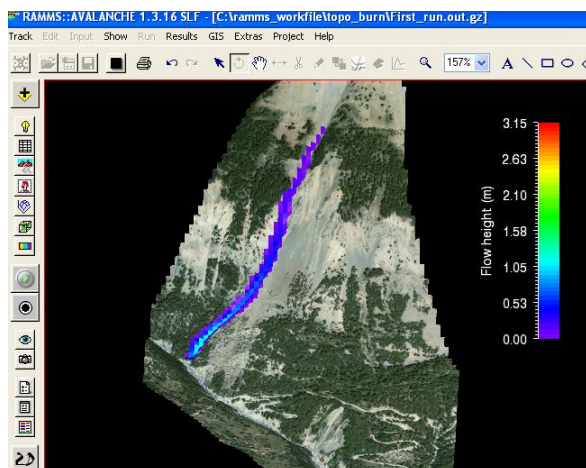 RAMMS::AVALANCHE 1.3.16 SLF - [C:\ramms_workfile\topo_burn\First_run.out.gz]
Track Edit Input Show Run Results GIS Extras Project Help
157%
A
3.15
2.63
2.10
1.58
1.05
0.53
0.00
Flow height (m)